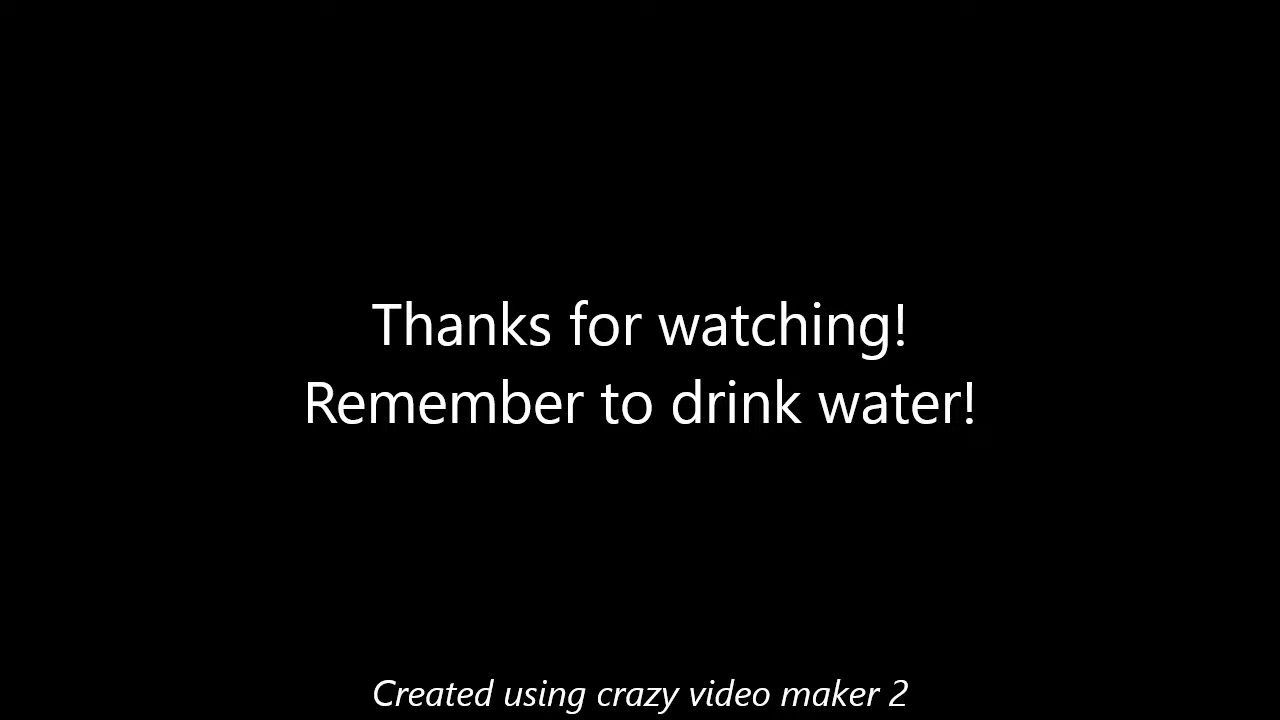 Thanks for watching!
Remember to drink water!
Created using crazy video maker 2